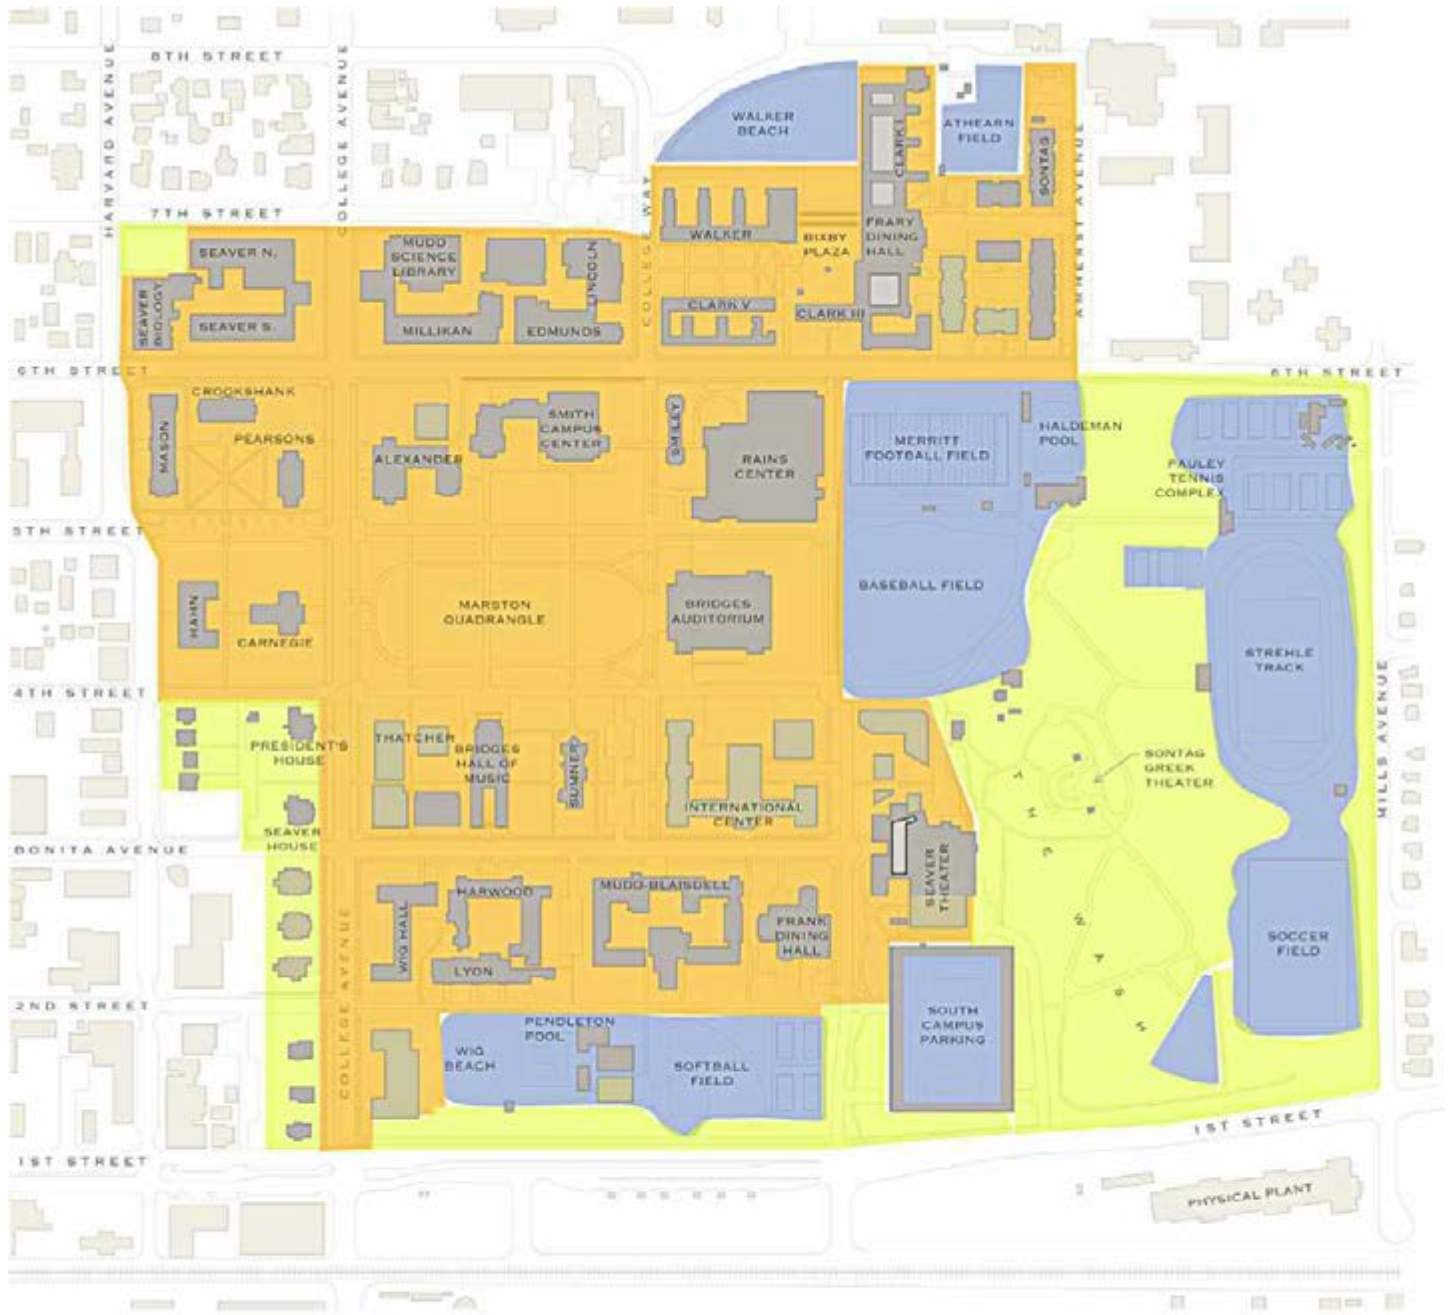 8TH STREET
HARVARD AVENUE
COLLEGE AVENUE
WALKER
BEACH
ATHEARN
FIELD
CLARK I
SONTAG
AMHERST AVENUE
7TH STREET
COLLEGE WAY
SEAVER N.
MUDD
SCIENCE
LIBRARY
LINCOLN
WALKER
BIXBY
PLAZA
FRARY
DINING
HALL
SEAVER
BIOLOGY
SEAVER S.
MILLIKAN
EDMUNDS
CLARK V
CLARK III
6TH STREET
6TH STREET
CROOKSHANK
MASON
PEARSONS
ALEXANDER
SMITH
CAMPUS
CENTER
SMILEY
RAINS
CENTER
MERRITT
FOOTBALL FIELD
HALDEMAN
POOL
PAULEY
TENNIS
COMPLEX
5TH STREET
HAHN
CARNEGIE
MARSTON
QUADRANGLE
BRIDGES
AUDITORIUM
BASEBALL FIELD
STREHLE
TRACK
MILLS AVENUE
4TH STREET
PRESIDENT'S
HOUSE
THATCHER
BRIDGES
HALL OF
MUSIC
SUMNER
INTERNATIONAL
CENTER
SONTAG
GREEK
THEATER
THE WASH
SEAVER
HOUSE
BONITA AVENUE
SEAVER
THEATER
WIG HALL
HARWOOD
LYON
MUDD-BLAISDELL
FRANK
DINING
HALL
SOCCER
FIELD
2ND STREET
COLLEGE AVENUE
WIG
BEACH
PENDLETON
POOL
SOFTBALL
FIELD
SOUTH
CAMPUS
PARKING
1ST STREET
1ST STREET
PHYSICAL PLANT